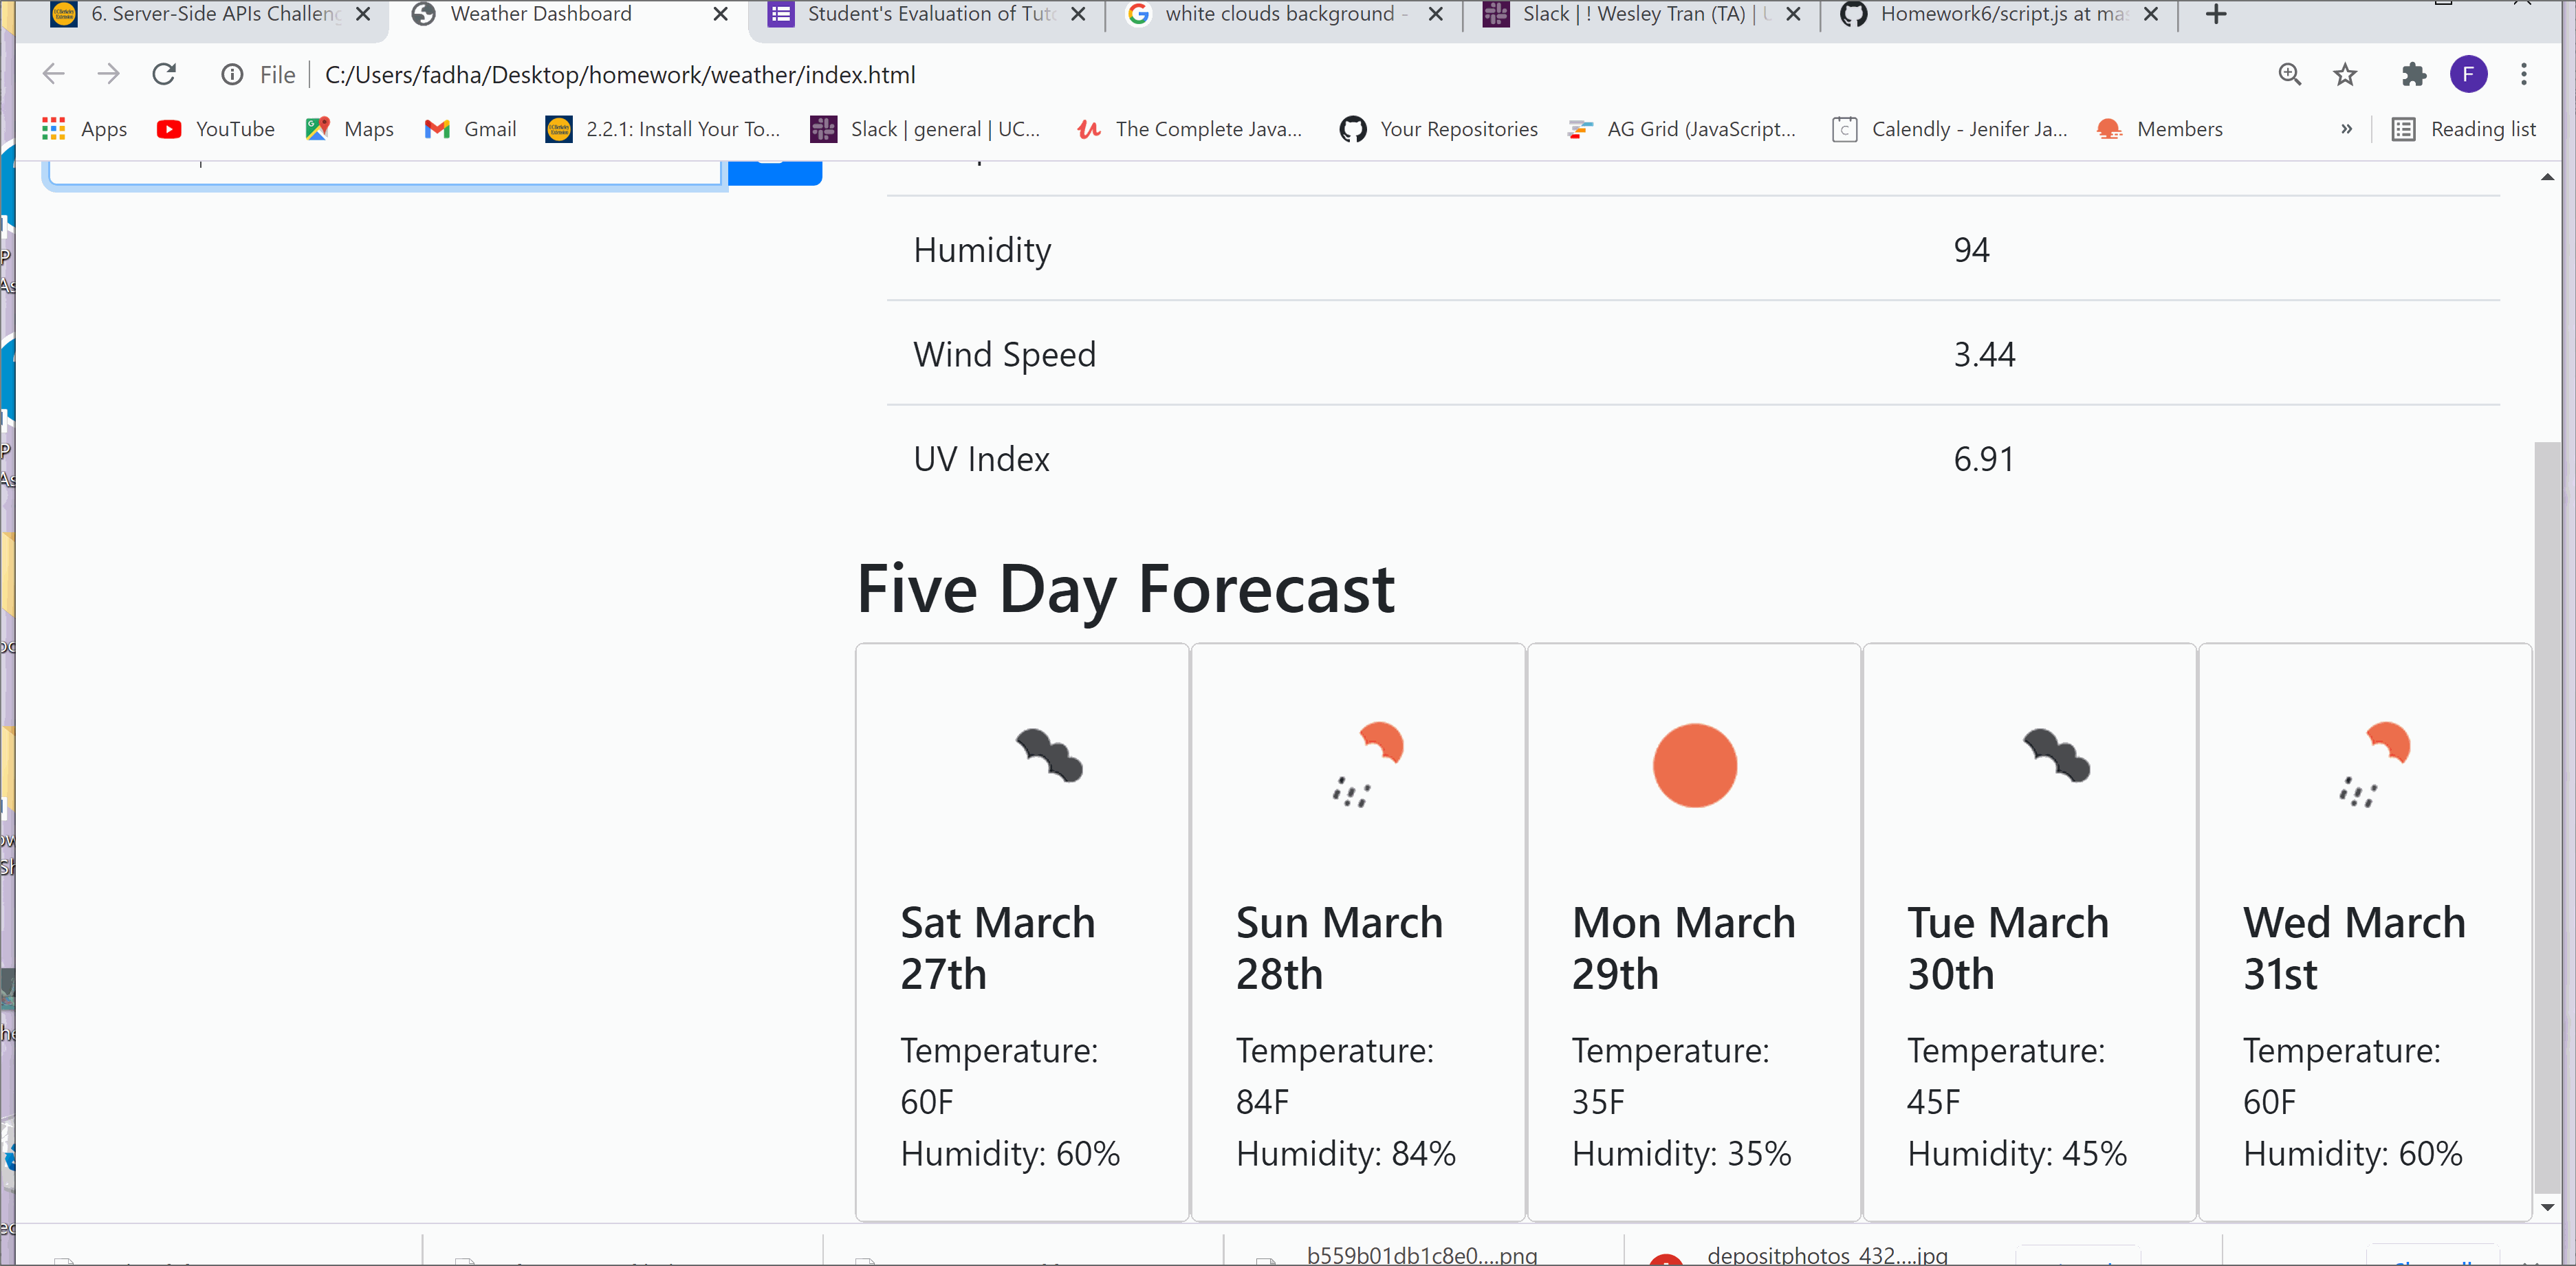 6. Server-Side APIs Challeng
Weather Dashboard
Student's Evaluation of Tuto
white clouds background -
Slack | ! Wesley Tran (TA) | U
Homework6/script.js at mas
File
C:/Users/fadha/Desktop/homework/weather/index.html
F
Apps
YouTube
Maps
Gmail
2.2.1: Install Your To...
Slack | general | UC...
The Complete Java...
Your Repositories
AG Grid (JavaScript...
Calendly - Jenifer Ja...
Members
»
Reading list
Humidity 94
Wind Speed 3.44
UV Index 6.91
Five Day Forecast
Sat March
27th
Temperature:
60F
Humidity: 60%
Sun March
28th
Temperature:
84F
Humidity: 84%
Mon March
29th
Temperature:
35F
Humidity: 35%
Tue March
30th
Temperature:
45F
Humidity: 45%
Wed March
31st
Temperature:
60F
Humidity: 60%
b559b01db1c8e0....png
depositphotos_432....jpg